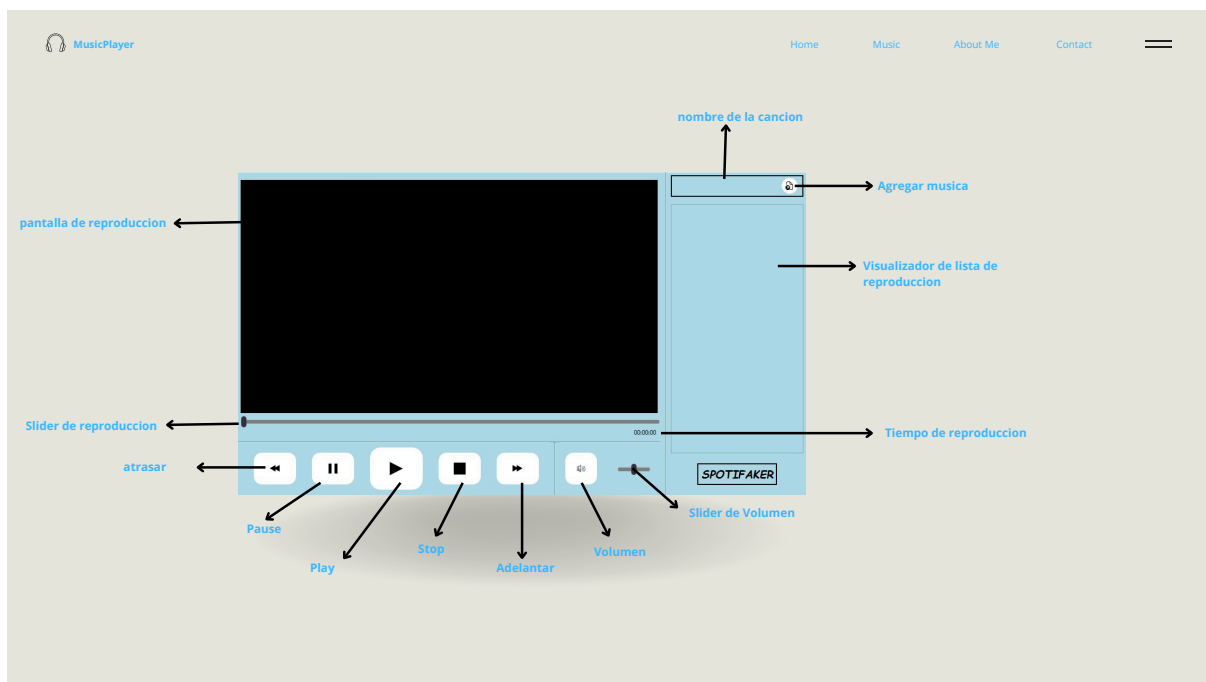 MusicPlayer
Home
Music
About Me
Contact
nombre de la cancion
Agregar musica
pantalla de reproduccion
Visualizador de lista de
reproduccion
Slider de reproduccion
00:00:00
Tiempo de reproduccion
atrasar
SPOTIFAKER
Slider de Volumen
Pause
Stop
Volumen
Play
Adelantar